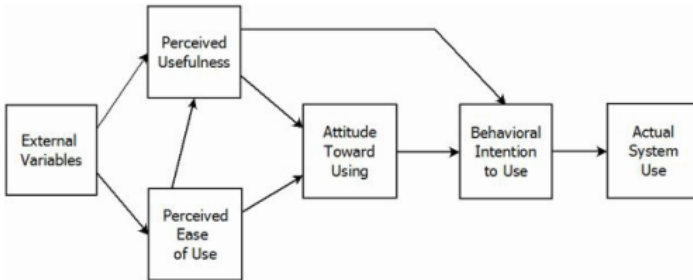 Perceived
Usefulness
External
Variables
Perceived
Ease
of Use
Attitude
Toward
Using
Behavioral
Intention
to Use
Actual
System
Use